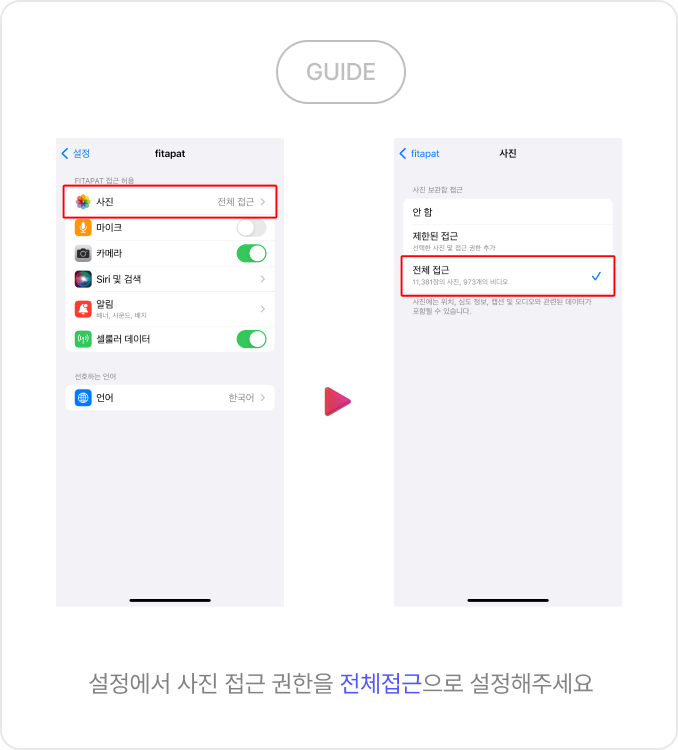 GUIDE
설정
fitapat
FITAPAT 접근 허용
사진 전체 접근
마이크
카메라
Siri 및 검색
알림
배너, 사운드, 배지
셀룰러 데이터
선호하는 언어
언어 한국어
fitapat
사진
사진 보관함 접근
안 함
제한된 접근
선택한 사진 및 접근 권한 추가
전체 접근
11,381장의 사진, 973개의 비디오
사진에는 위치, 심도 정보, 캡션 및 오디오와 관련된 데이터가
포함될 수 있습니다.
설정에서 사진 접근 권한을 전체접근으로 설정해주세요